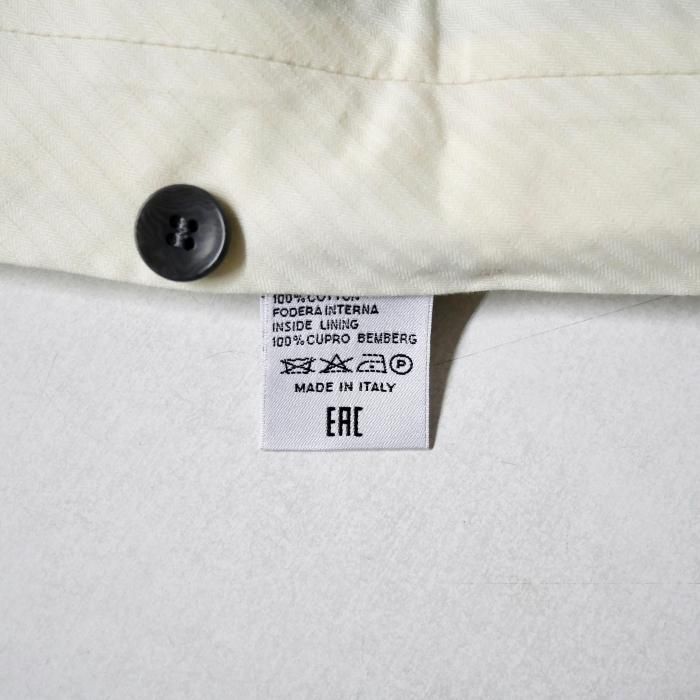 100% COTTON
FODERA INTERNA
INSIDE LINING
100% CUPRO BEMBERG
P
MADE IN ITALY
EAC